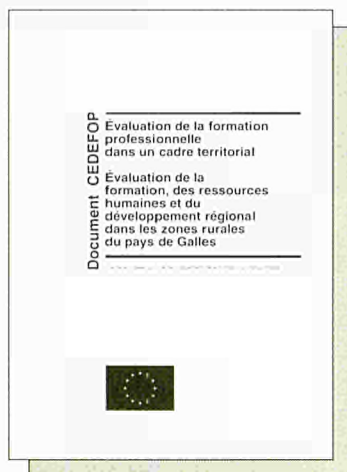 Document CEDEFOP
Évaluation de la formation
professionnelle
dans un cadre territorial
Évaluation de la
formation, des ressources
humaines et du
développement régional
dans les zones rurales
du pays de Galles